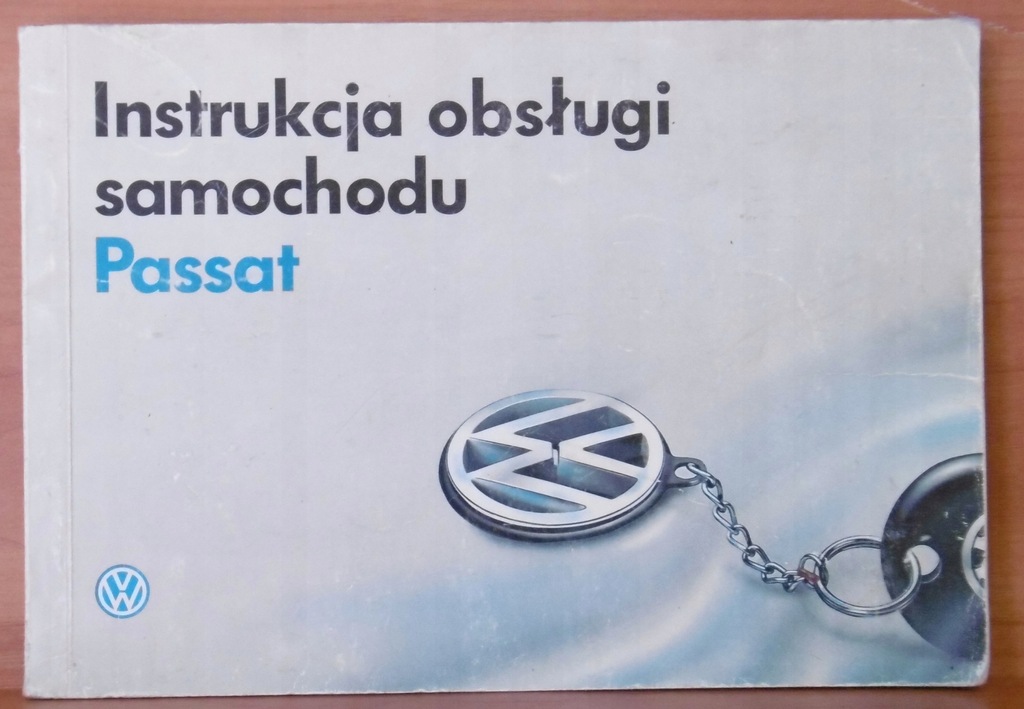 Instrukcja obsługi
samochodu
Passat